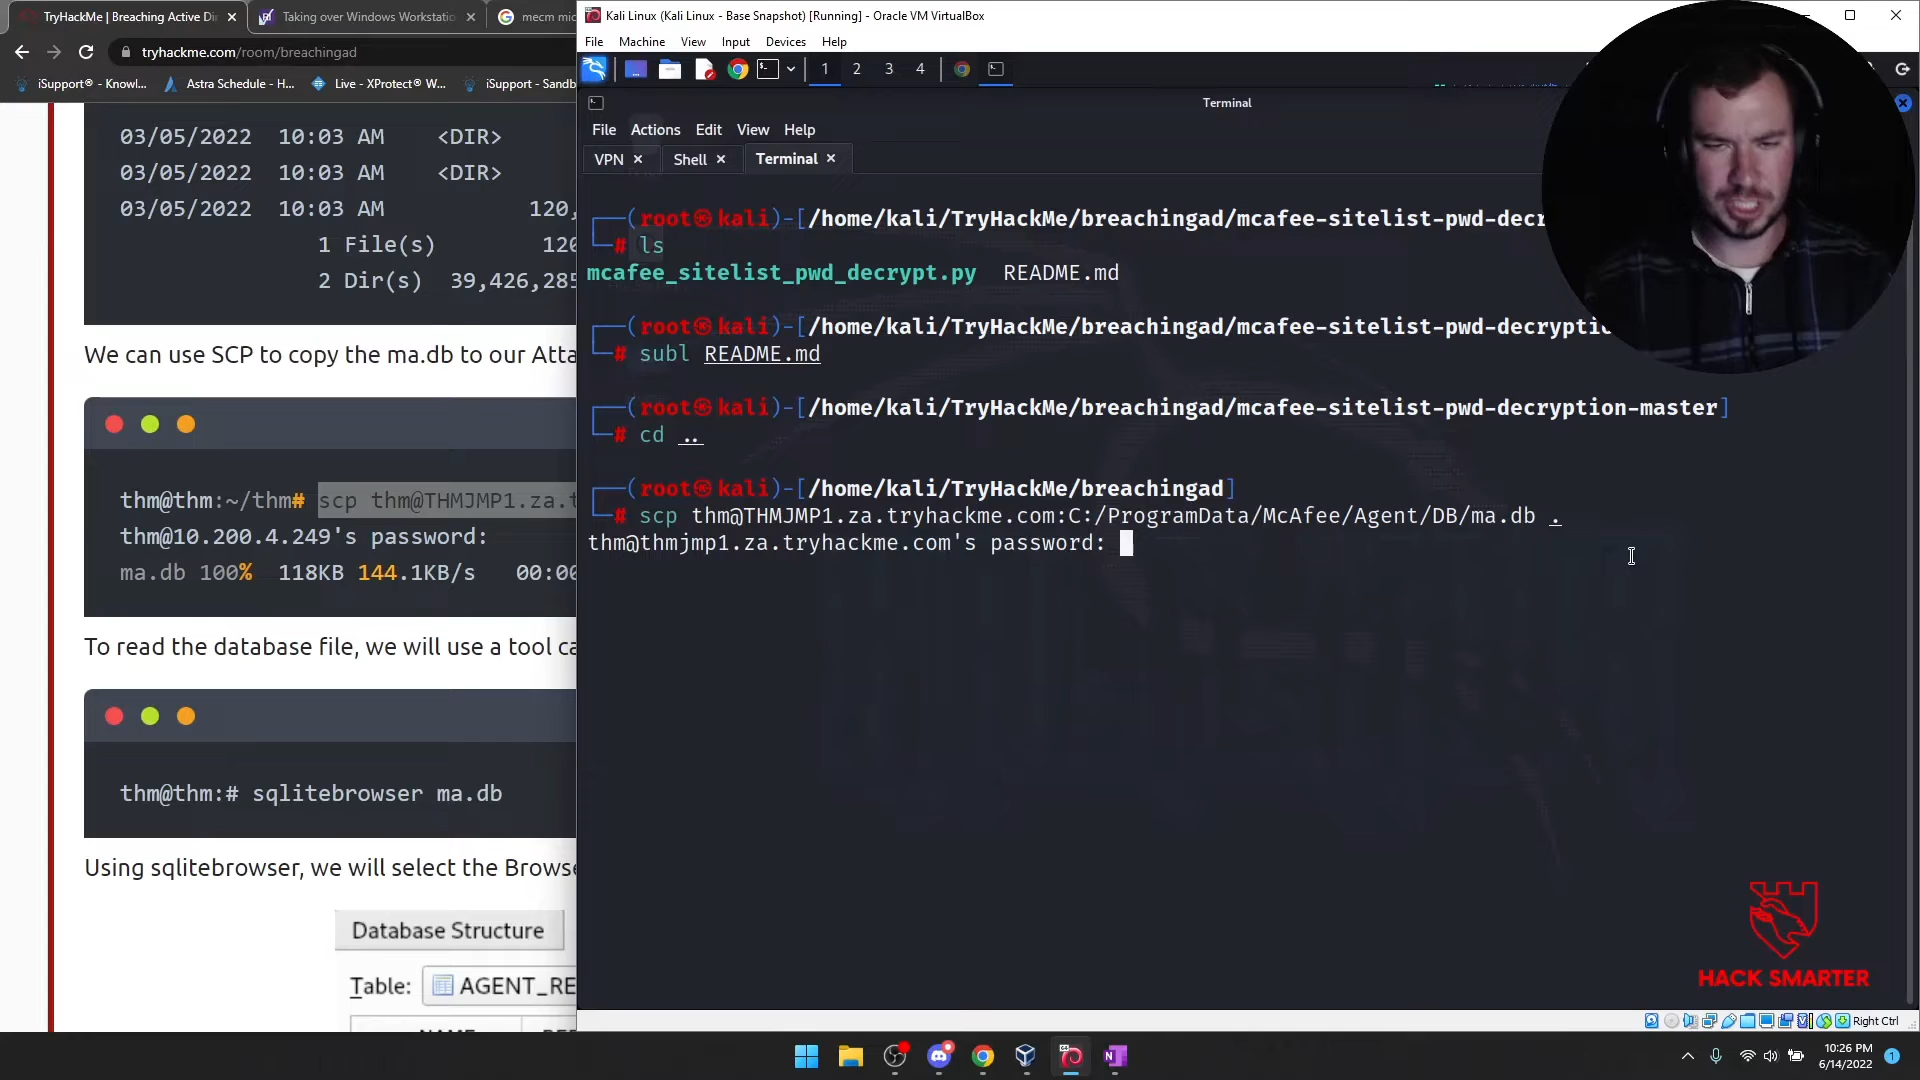 TryHackMe | Breaching Active Dir
Taking over Windows Workstatio
mecm mic
tryhackme.com/room/breachingad
iSupport® - Knowl...
Astra Schedule - H...
Live - XProtect® W...
iSupport - Sandb
03/05/2022 10:03 AM <DIR>
03/05/2022 10:03 AM <DIR>
03/05/2022 10:03 AM 120,
1 File(s) 120
2 Dir(s) 39,426,285
We can use SCP to copy the ma.db to our Atta
thm@thm:~/thm# scp thm@THMJMP1.za.t
thm@10.200.4.249's password:
ma.db 100% 118KB 144.1KB/s 00:00
To read the database file, we will use a tool ca
thm@thm:# sqlitebrowser ma.db
Using sqlitebrowser, we will select the Browse
Database Structure
Table: AGENT_RE
NAME
Kali Linux (Kali Linux - Base Snapshot) [Running] - Oracle VM VirtualBox
File Machine View Input Devices Help
1 2 3 4
Terminal
File Actions Edit View Help
VPN Shell Terminal
┌──(root㉿kali)-[/home/kali/TryHackMe/breachingad/mcafee-sitelist-pwd-decr
└─# ls
mcafee_sitelist_pwd_decrypt.py README.md
┌──(root㉿kali)-[/home/kali/TryHackMe/breachingad/mcafee-sitelist-pwd-decryptio
└─# subl README.md
┌──(root㉿kali)-[/home/kali/TryHackMe/breachingad/mcafee-sitelist-pwd-decryption-master]
└─# cd ..
┌──(root㉿kali)-[/home/kali/TryHackMe/breachingad]
└─# scp thm@THMJMP1.za.tryhackme.com:C:/ProgramData/McAfee/Agent/DB/ma.db .
thm@thmjmp1.za.tryhackme.com's password:
HACK SMARTER
Right Ctrl
10:26 PM
6/14/2022
1